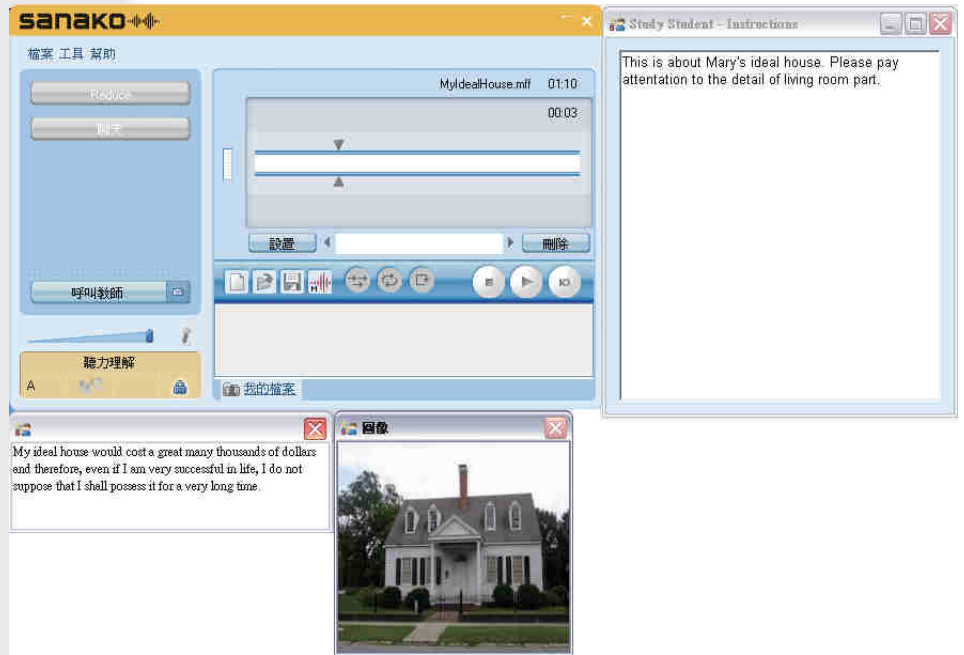 sanako
檔案 工具 幫助
Reduce
聊天
呼叫教師
聽力理解
A
MyIdealHouse.mff 01:10
00:03
設置
刪除
我的檔案
Study Student - Instructions
This is about Mary's ideal house. Please pay
attentation to the detail of living room part.
My ideal house would cost a great many thousands of dollars
and therefore, even if I am very successful in life, I do not
suppose that I shall possess it for a very long time.
圖像